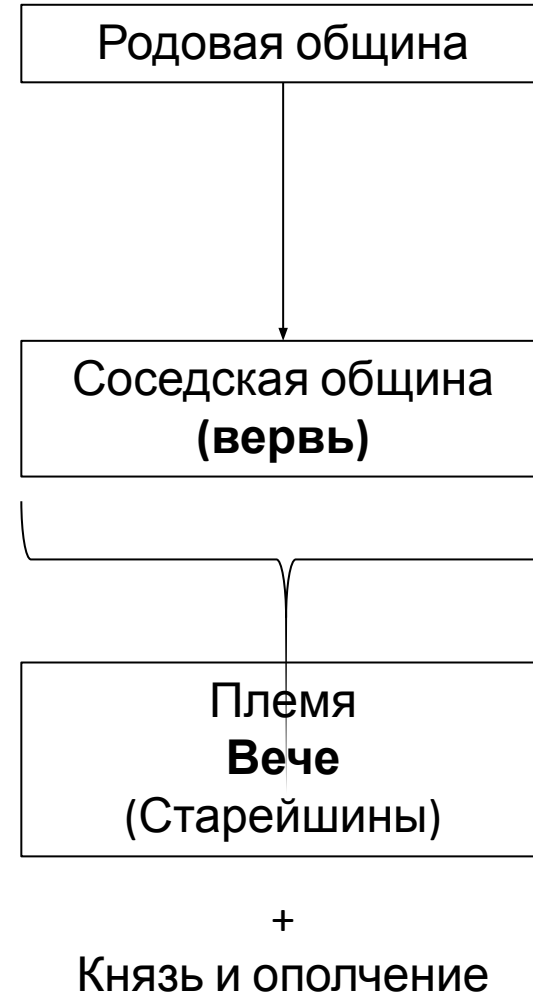 Родовая община
Соседская община
(вервь)
Племя
Вече
(Старейшины)
+
Князь и ополчение